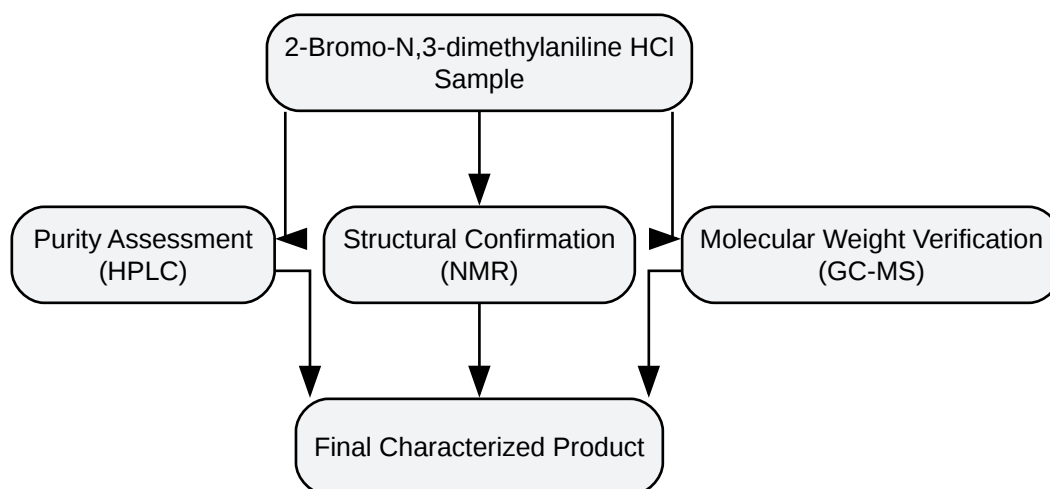 2-Bromo-N,3-dimethylaniline HCl
Sample
Purity Assessment
(HPLC)
Structural Confirmation
(NMR)
Molecular Weight Verification
(GC-MS)
Final Characterized Product